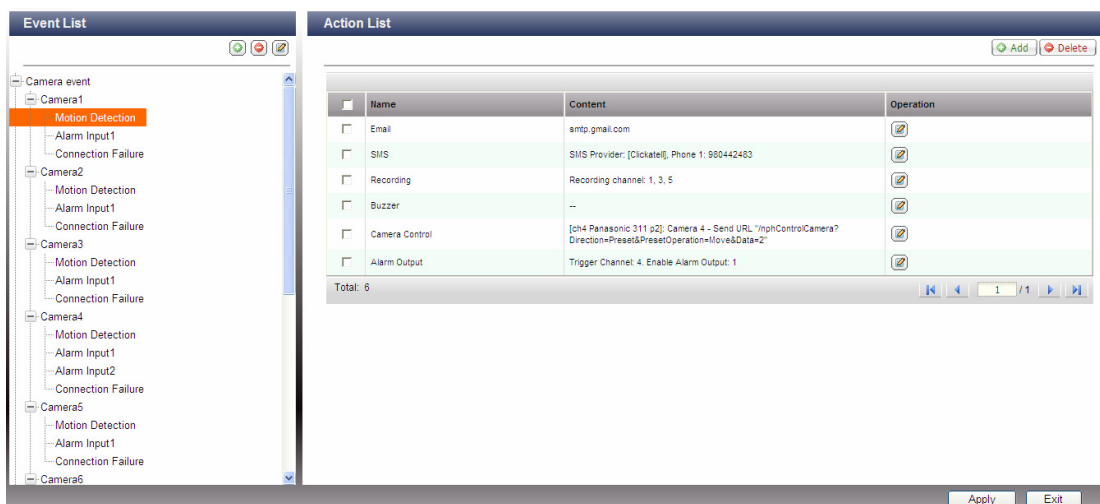 Event List
Camera event
Camera1
Motion Detection
Alarm Input1
Connection Failure
Camera2
Motion Detection
Alarm Input1
Connection Failure
Camera3
Motion Detection
Alarm Input1
Connection Failure
Camera4
Motion Detection
Alarm Input1
Alarm Input2
Connection Failure
Camera5
Motion Detection
Alarm Input1
Connection Failure
Camera6
Action List
Add Delete
Name Content Operation
Email smtp.gmail.com
SMS SMS Provider: [Clickatell], Phone 1: 980442483
Recording Recording channel: 1, 3, 5
Buzzer --
Camera Control [ch4 Panasonic 311 p2]: Camera 4 - Send URL "/nphControlCamera?
Direction=Preset&PresetOperation=Move&Data=2"
Alarm Output Trigger Channel: 4. Enable Alarm Output: 1
Total: 6 1 / 1
Apply Exit